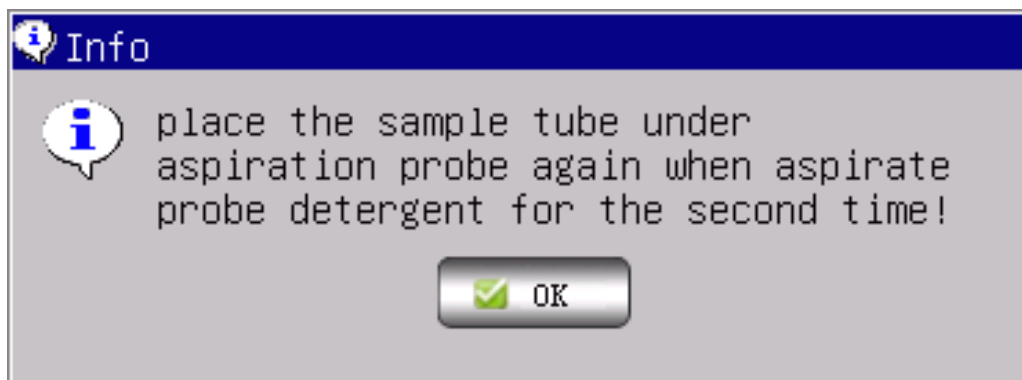 Info
place the sample tube under
aspiration probe again when aspirate
probe detergent for the second time!
OK